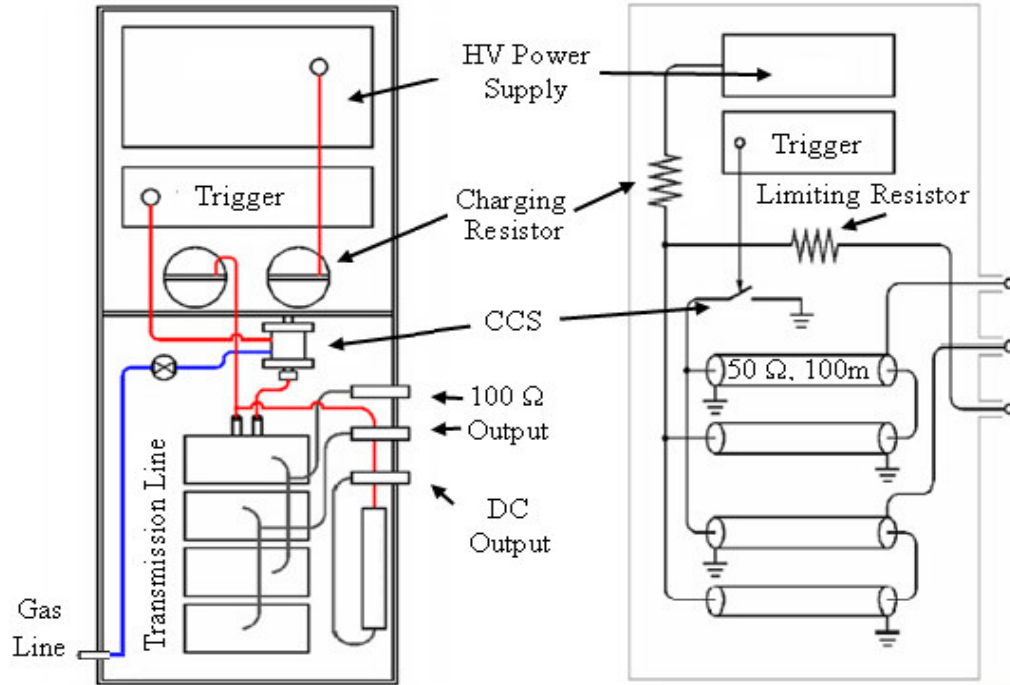 HV Power
Supply
Trigger
Trigger
Charging
Resistor
Limiting Resistor
CCS
50 Ω, 100m
100 Ω
Output
Transmission Line
DC
Output
Gas
Line